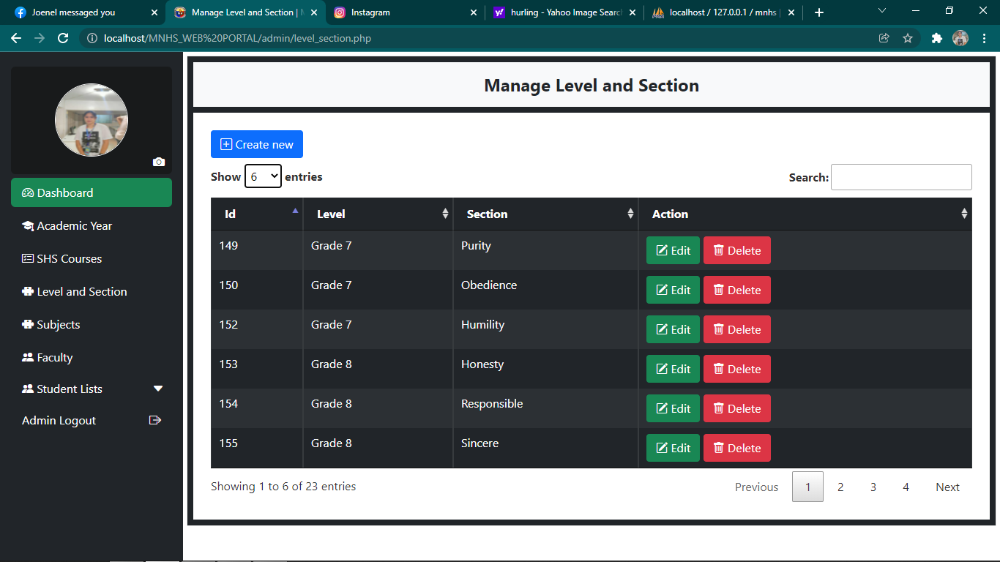 Joenel messaged you
Manage Level and Section | M
Instagram
hurling - Yahoo Image Search
localhost / 127.0.0.1 / mnhs |
localhost/MNHS_WEB%20PORTAL/admin/level_section.php
Dashboard
Academic Year
SHS Courses
Level and Section
Subjects
Faculty
Student Lists
Admin Logout
Manage Level and Section
Create new
Show 6 entries
Search:
Id Level Section Action
149 Grade 7 Purity Edit Delete
150 Grade 7 Obedience Edit Delete
152 Grade 7 Humility Edit Delete
153 Grade 8 Honesty Edit Delete
154 Grade 8 Responsible Edit Delete
155 Grade 8 Sincere Edit Delete
Showing 1 to 6 of 23 entries
Previous 1 2 3 4 Next